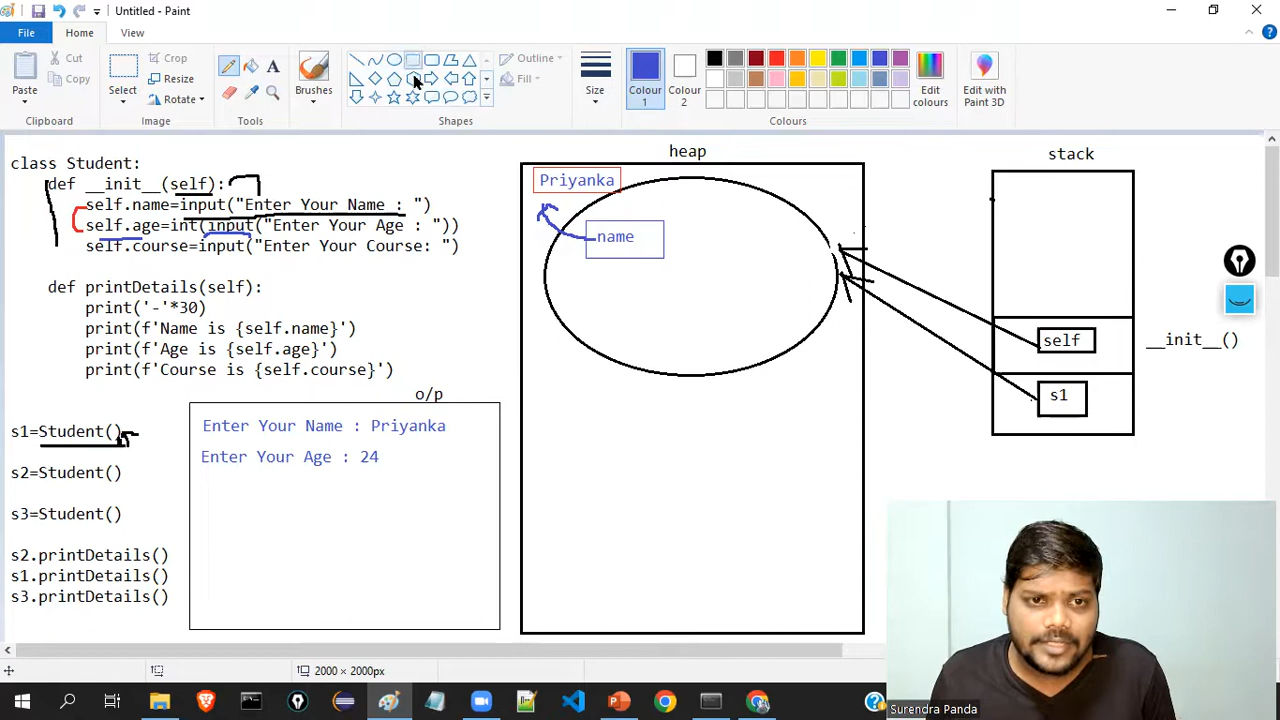 Untitled - Paint
File
Home
View
Paste
Cut
Copy
Clipboard
Select
Crop
Resize
Rotate
Image
A
Tools
Brushes
Outline
Fill
Shapes
Size
Colour
1
Colour
2
Edit
colours
Edit with
Paint 3D
Colours
class Student:
def __init__(self):
self.name=input("Enter Your Name : ")
self.age=int(input("Enter Your Age : "))
self.course=input("Enter Your Course: ")
def printDetails(self):
print('-'*30)
print(f'Name is {self.name}')
print(f'Age is {self.age}')
print(f'Course is {self.course}')
s1=Student()
s2=Student()
s3=Student()
s2.printDetails()
s1.printDetails()
s3.printDetails()
o/p
Enter Your Name : Priyanka
Enter Your Age : 24
heap
Priyanka
name
stack
self
__init__()
s1
2000 × 2000px
Surendra Panda